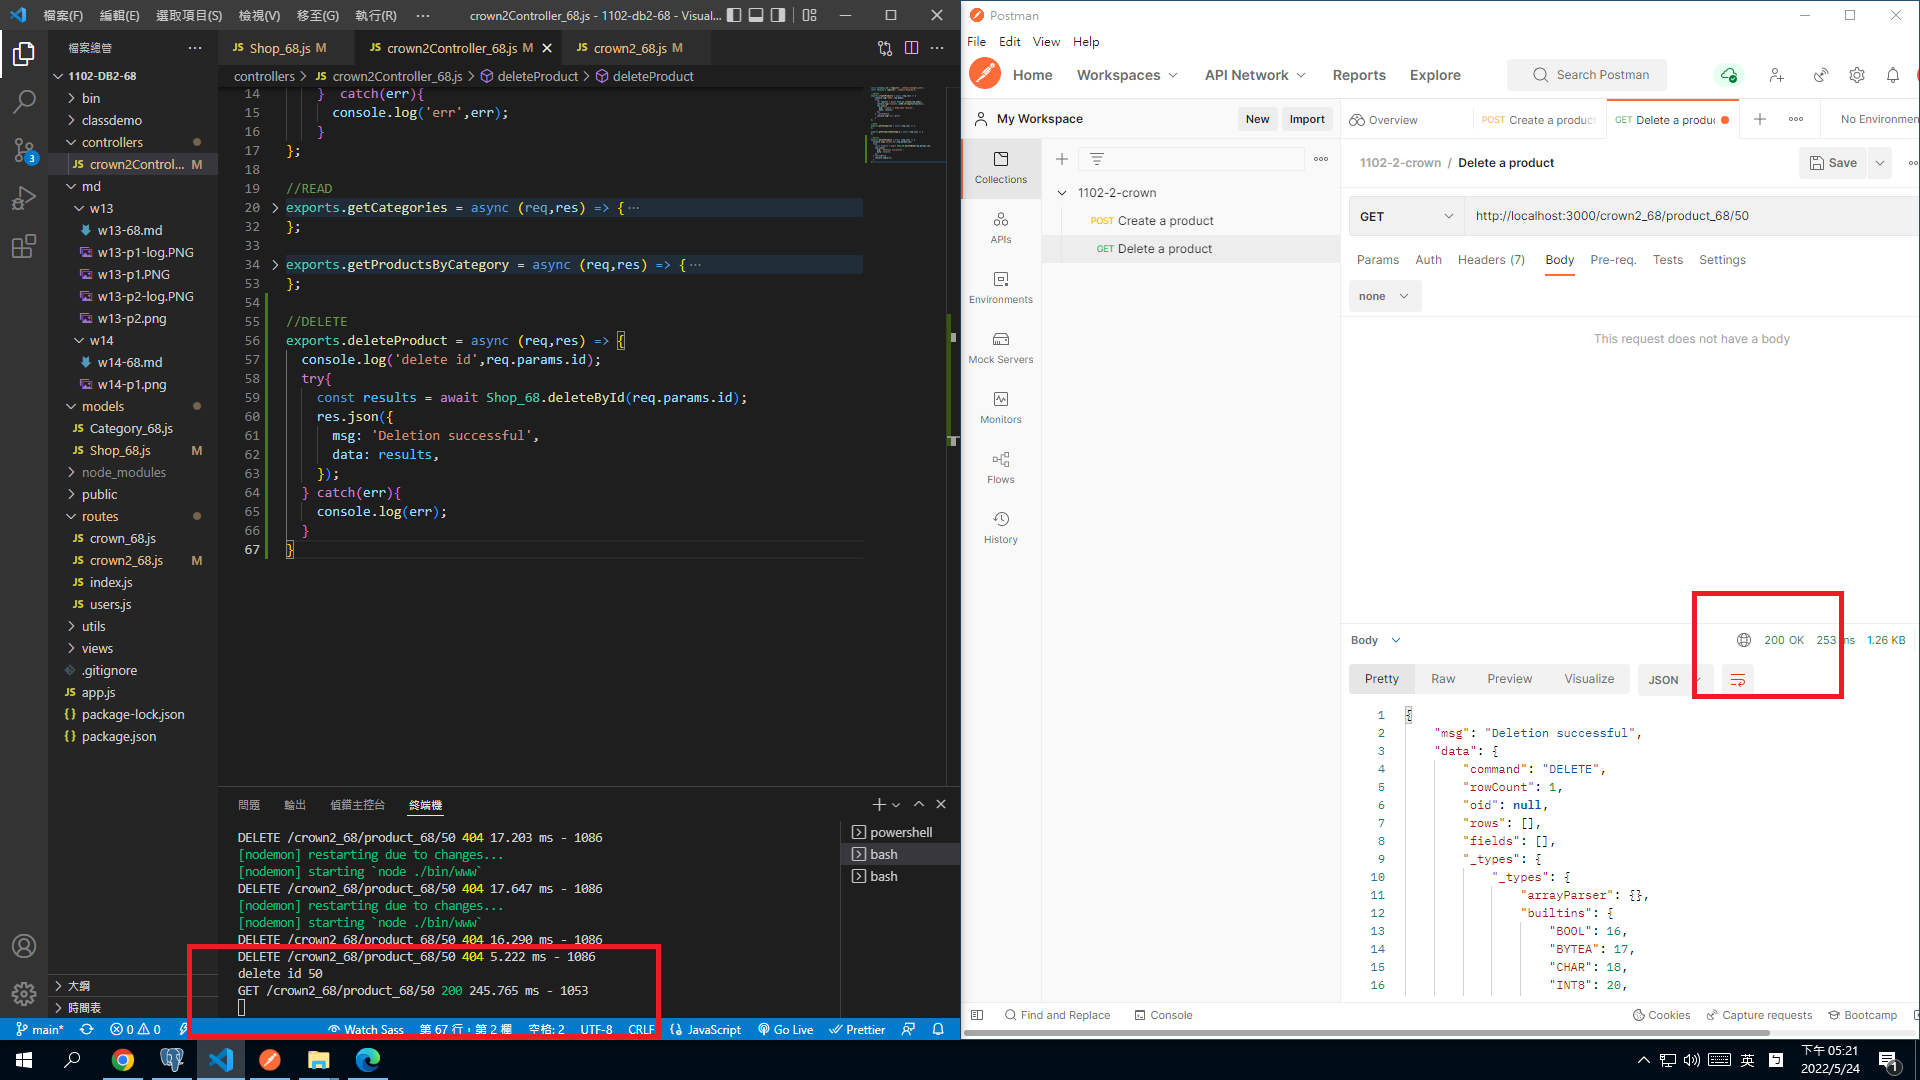 檔案(F) 編輯(E) 選取項目(S) 檢視(V) 移至(G) 執行(R) ··· crown2Controller_68.js - 1102-db2-68 - Visual...
檔案總管 ···
1102-DB2-68
bin
classdemo
controllers
JS crown2Control... M
md
w13
w13-68.md
w13-p1-log.PNG
w13-p1.PNG
w13-p2-log.PNG
w13-p2.png
w14
w14-68.md
w14-p1.png
models
JS Category_68.js
JS Shop_68.js M
node_modules
public
routes
JS crown_68.js
JS crown2_68.js M
JS index.js
JS users.js
utils
views
.gitignore
JS app.js
{} package-lock.json
{} package.json
大綱
時間表
3
JS Shop_68.js M JS crown2Controller_68.js M JS crown2_68.js M
controllers > JS crown2Controller_68.js > deleteProduct > deleteProduct
14 } catch(err){
15 console.log('err',err);
16 }
17 };
18
19 //READ
20 exports.getCategories = async (req,res) => { ···
32 };
33
34 exports.getProductsByCategory = async (req,res) => { ···
53 };
54
55 //DELETE
56 exports.deleteProduct = async (req,res) => {
57 console.log('delete id',req.params.id);
58 try{
59 const results = await Shop_68.deleteById(req.params.id);
60 res.json({
61 msg: 'Deletion successful',
62 data: results,
63 });
64 } catch(err){
65 console.log(err);
66 }
67 }
問題 輸出 偵錯主控台 終端機
DELETE /crown2_68/product_68/50 404 17.203 ms - 1086
[nodemon] restarting due to changes...
[nodemon] starting `node ./bin/www`
DELETE /crown2_68/product_68/50 404 17.647 ms - 1086
[nodemon] restarting due to changes...
[nodemon] starting `node ./bin/www`
DELETE /crown2_68/product_68/50 404 16.290 ms - 1086
DELETE /crown2_68/product_68/50 404 5.222 ms - 1086
delete id 50
GET /crown2_68/product_68/50 200 245.765 ms - 1053
powershell
bash
bash
main* 0 0 Watch Sass 第 67 行，第 2 欄 空格: 2 UTF-8 CRLF {} JavaScript Go Live Prettier
Postman
File Edit View Help
Home Workspaces API Network Reports Explore Search Postman
My Workspace New Import
Overview POST Create a produc GET Delete a produc No Environmen
Collections
APIs
Environments
Mock Servers
Monitors
Flows
History
1102-2-crown
POST Create a product
GET Delete a product
1102-2-crown / Delete a product Save
GET http://localhost:3000/crown2_68/product_68/50
Params Auth Headers (7) Body Pre-req. Tests Settings
none
This request does not have a body
Body 200 OK 253 ms 1.26 KB
Pretty Raw Preview Visualize JSON
1 {
2 "msg": "Deletion successful",
3 "data": {
4 "command": "DELETE",
5 "rowCount": 1,
6 "oid": null,
7 "rows": [],
8 "fields": [],
9 "_types": {
10 "_types": {
11 "arrayParser": {},
12 "builtins": {
13 "BOOL": 16,
14 "BYTEA": 17,
15 "CHAR": 18,
16 "INT8": 20,
Find and Replace Console Cookies Capture requests Bootcamp
英 下午 05:21
2022/5/24 1